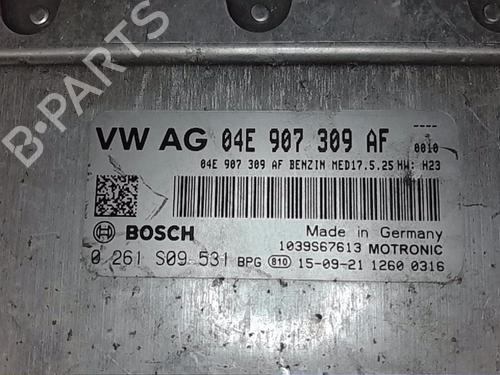 B-PARTS
----
VW AG 04E 907 309 AF 0010
04E 907 309 AF BENZIN MED17.5.25 HW: H23
BOSCH
Made in Germany
1039S67613 MOTRONIC
0 261 S09 531 BPG 810 15-09-21 1260 0316